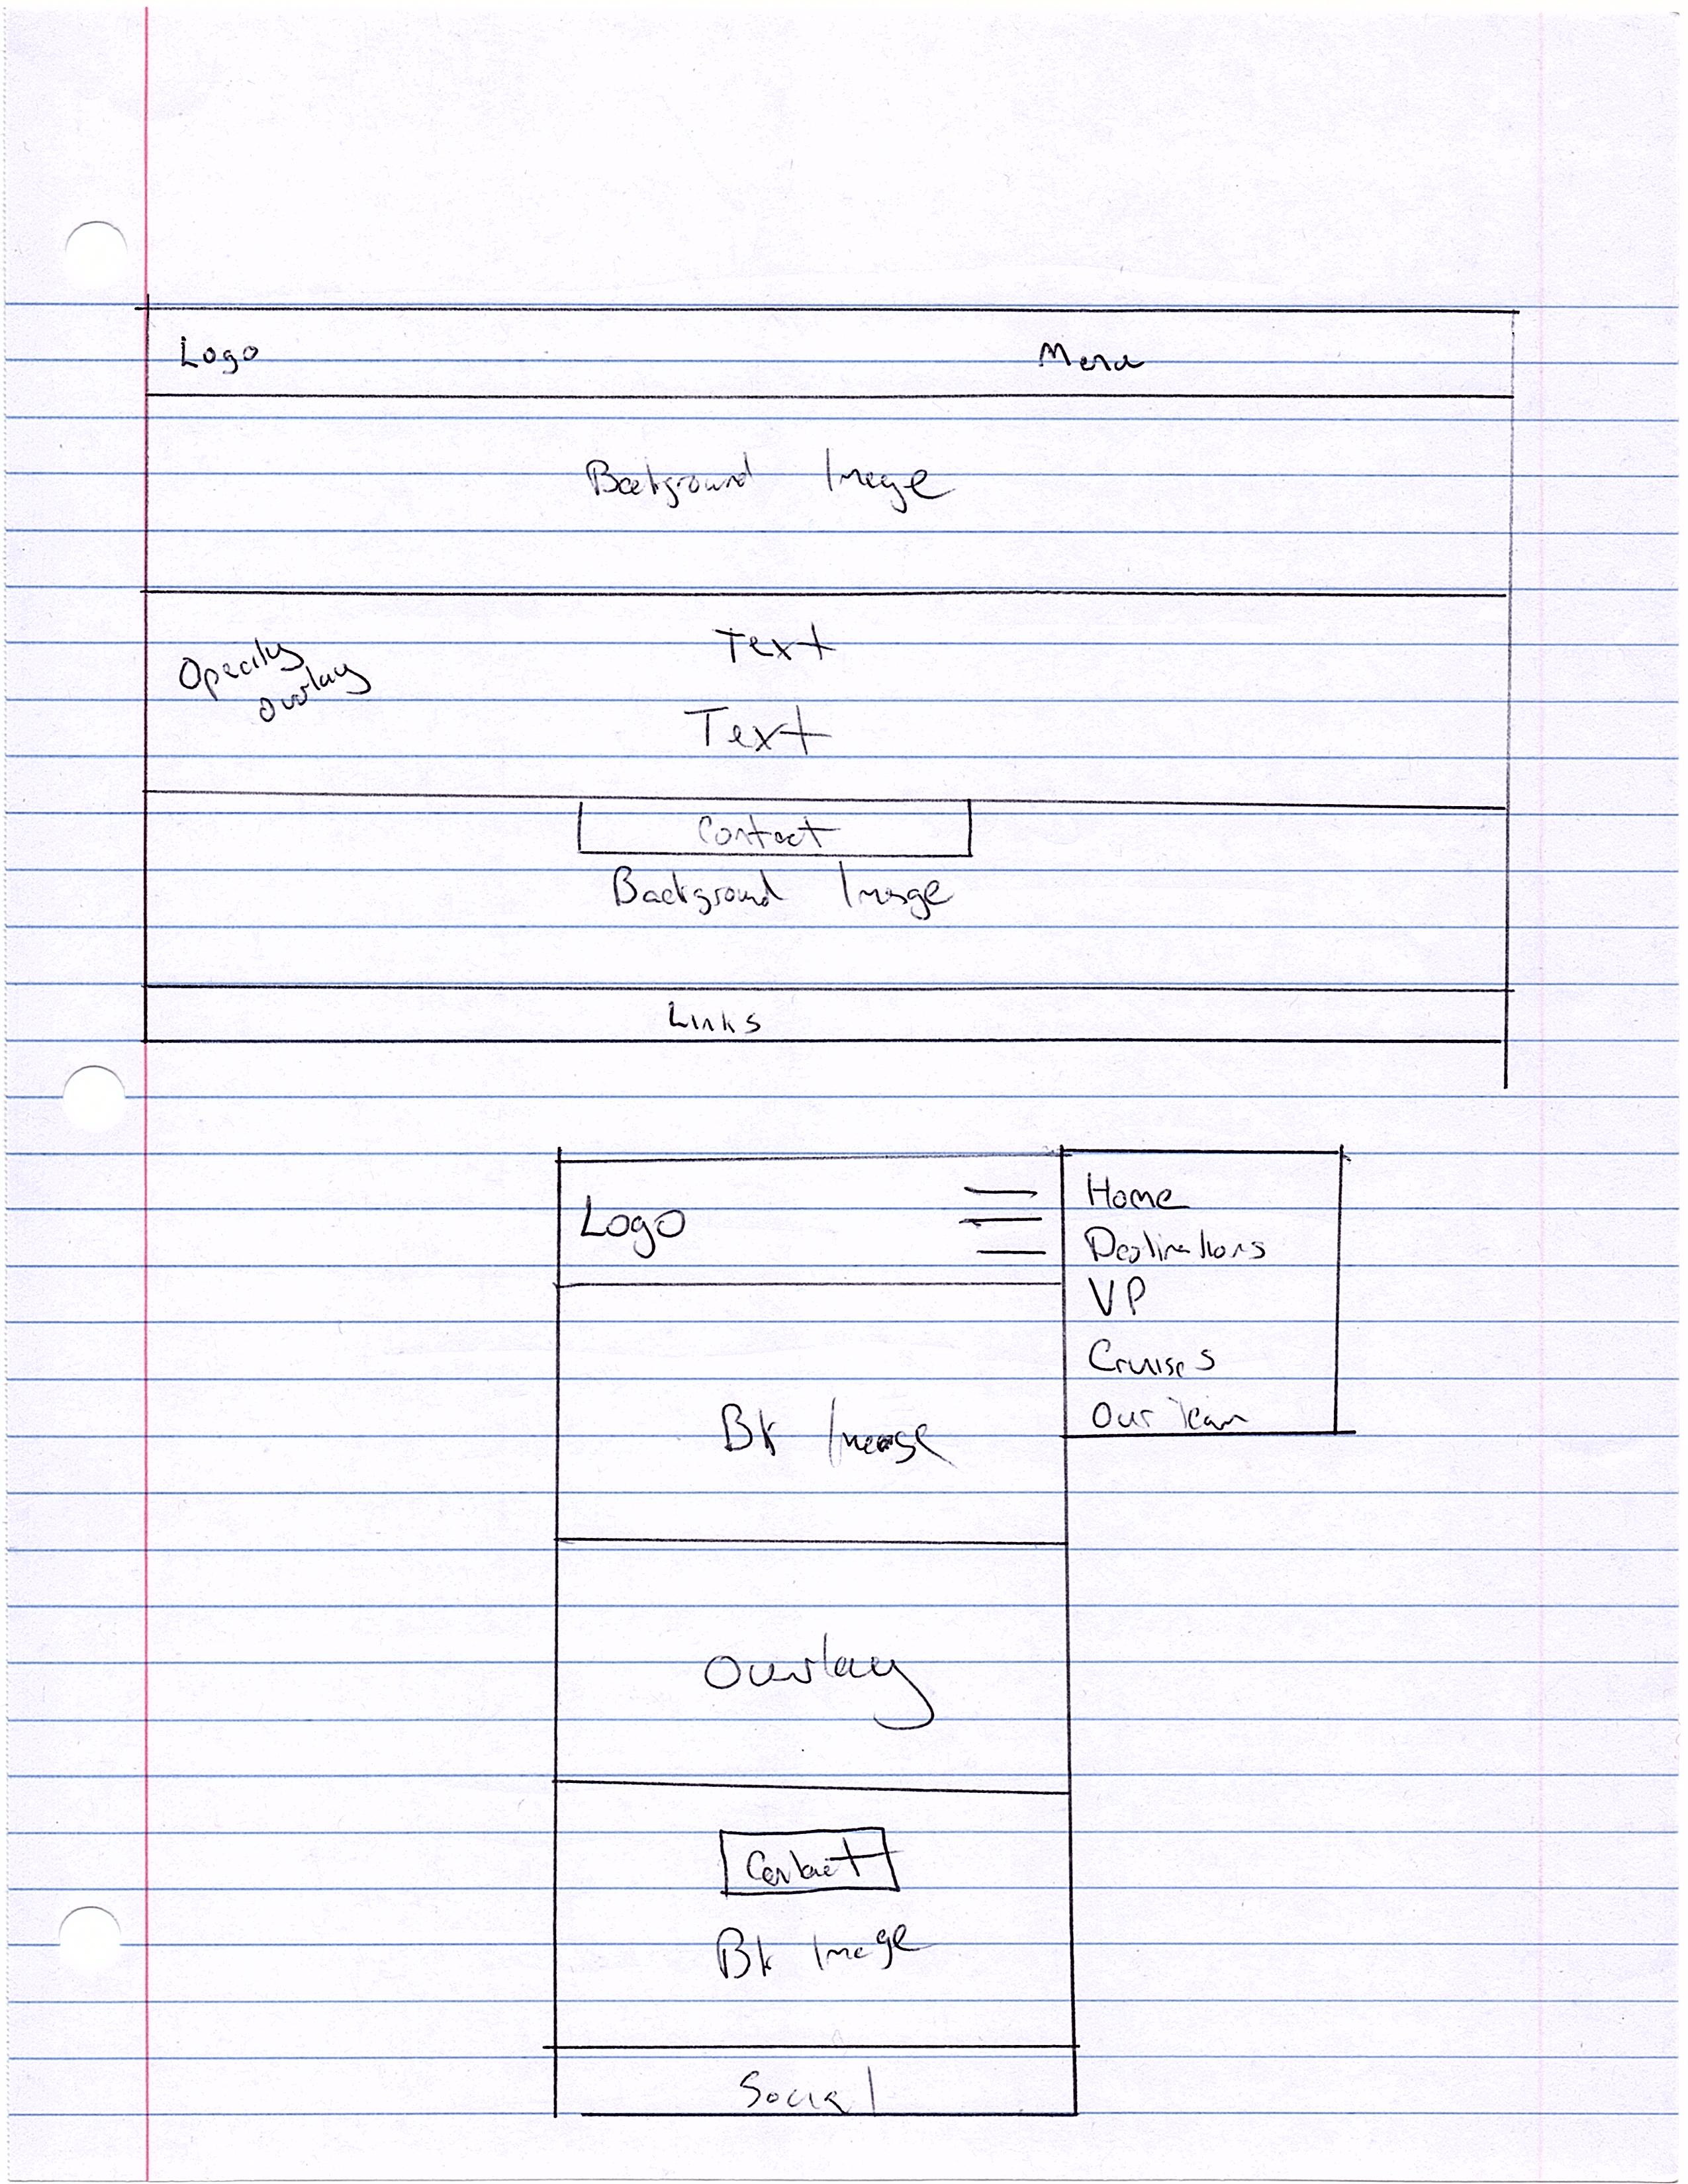 Logo Menu
Background Image
Text
Opacity
overlay
Text
Contact
Background Image
Links
Logo
Home
Destinations
VP
Cruises
Our Team
Bk Image
Overlay
Contact
Bk Image
Social